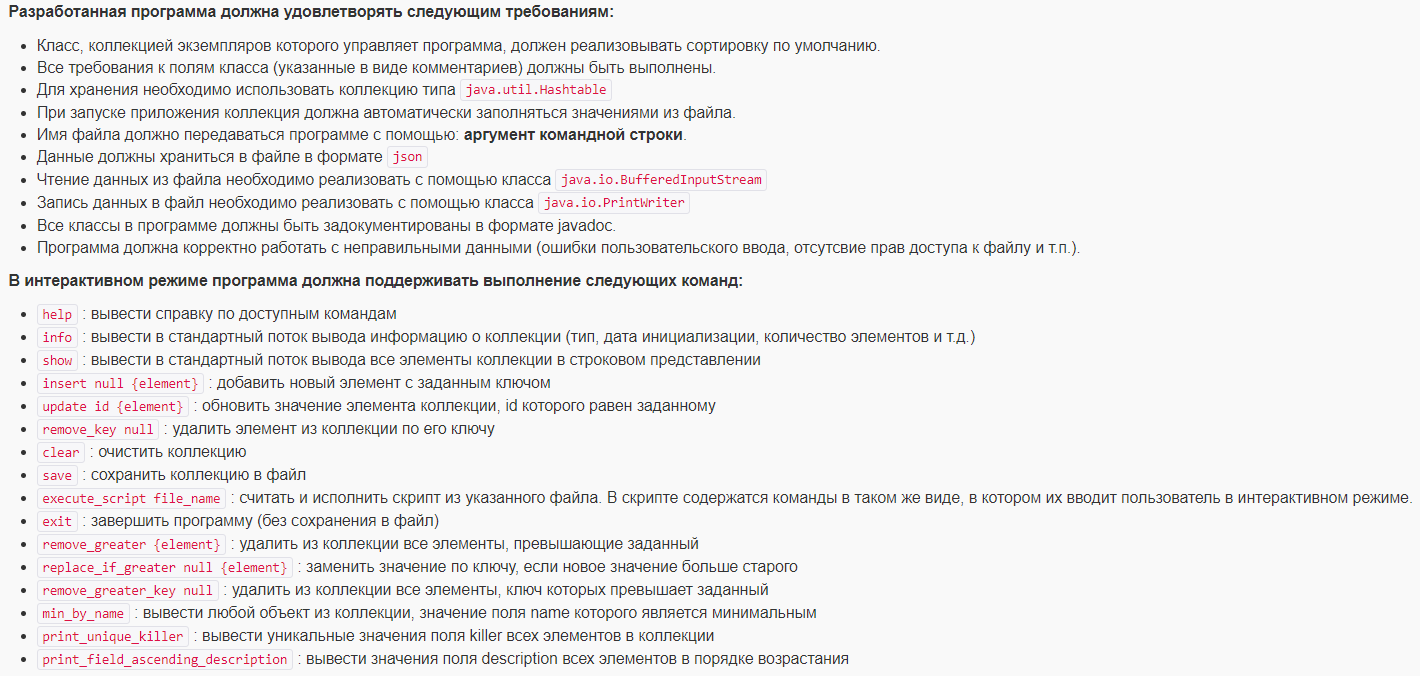 Разработанная программа должна удовлетворять следующим требованиям:
Класс, коллекцией экземпляров которого управляет программа, должен реализовывать сортировку по умолчанию.
Все требования к полям класса (указанные в виде комментариев) должны быть выполнены.
Для хранения необходимо использовать коллекцию типа java.util.Hashtable
При запуске приложения коллекция должна автоматически заполняться значениями из файла.
Имя файла должно передаваться программе с помощью: аргумент командной строки.
Данные должны храниться в файле в формате json
Чтение данных из файла необходимо реализовать с помощью класса java.io.BufferedInputStream
Запись данных в файл необходимо реализовать с помощью класса java.io.PrintWriter
Все классы в программе должны быть задокументированы в формате javadoc.
Программа должна корректно работать с неправильными данными (ошибки пользовательского ввода, отсутсвие прав доступа к файлу и т.п.).
В интерактивном режиме программа должна поддерживать выполнение следующих команд:
help : вывести справку по доступным командам
info : вывести в стандартный поток вывода информацию о коллекции (тип, дата инициализации, количество элементов и т.д.)
show : вывести в стандартный поток вывода все элементы коллекции в строковом представлении
insert null {element} : добавить новый элемент с заданным ключом
update id {element} : обновить значение элемента коллекции, id которого равен заданному
remove_key null : удалить элемент из коллекции по его ключу
clear : очистить коллекцию
save : сохранить коллекцию в файл
execute_script file_name : считать и исполнить скрипт из указанного файла. В скрипте содержатся команды в таком же виде, в котором их вводит пользователь в интерактивном режиме.
exit : завершить программу (без сохранения в файл)
remove_greater {element} : удалить из коллекции все элементы, превышающие заданный
replace_if_greater null {element} : заменить значение по ключу, если новое значение больше старого
remove_greater_key null : удалить из коллекции все элементы, ключ которых превышает заданный
min_by_name : вывести любой объект из коллекции, значение поля name которого является минимальным
print_unique_killer : вывести уникальные значения поля killer всех элементов в коллекции
print_field_ascending_description : вывести значения поля description всех элементов в порядке возрастания